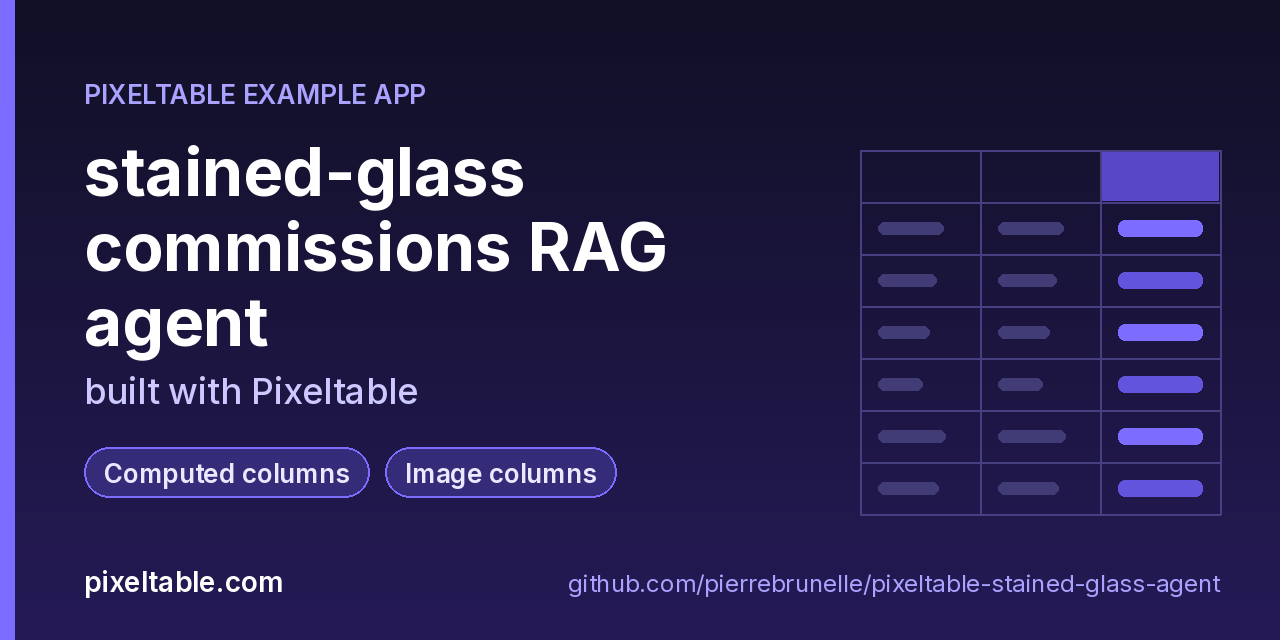 PIXELTABLE EXAMPLE APP
stained-glass
commissions RAG
agent
built with Pixeltable
Computed columns
Image columns
pixeltable.com
github.com/pierrebrunelle/pixeltable-stained-glass-agent